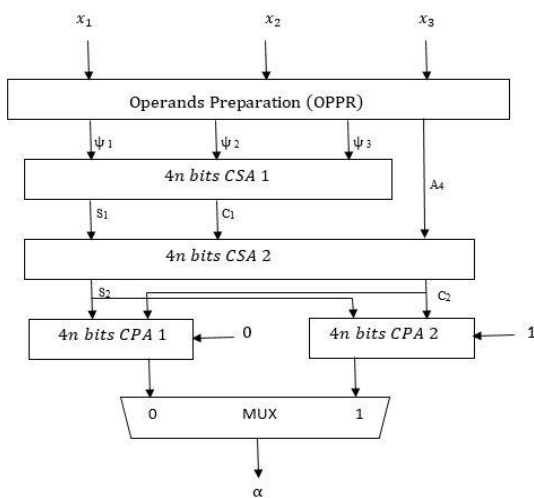 x₁ x₂ x₃
Operands Preparation (OPPR)
ψ₁ ψ₂ ψ₃
4n bits CSA 1
A₄
S₁ C₁
4n bits CSA 2
S₂ C₂
4n bits CPA 1 0 4n bits CPA 2 1
0 MUX 1
α